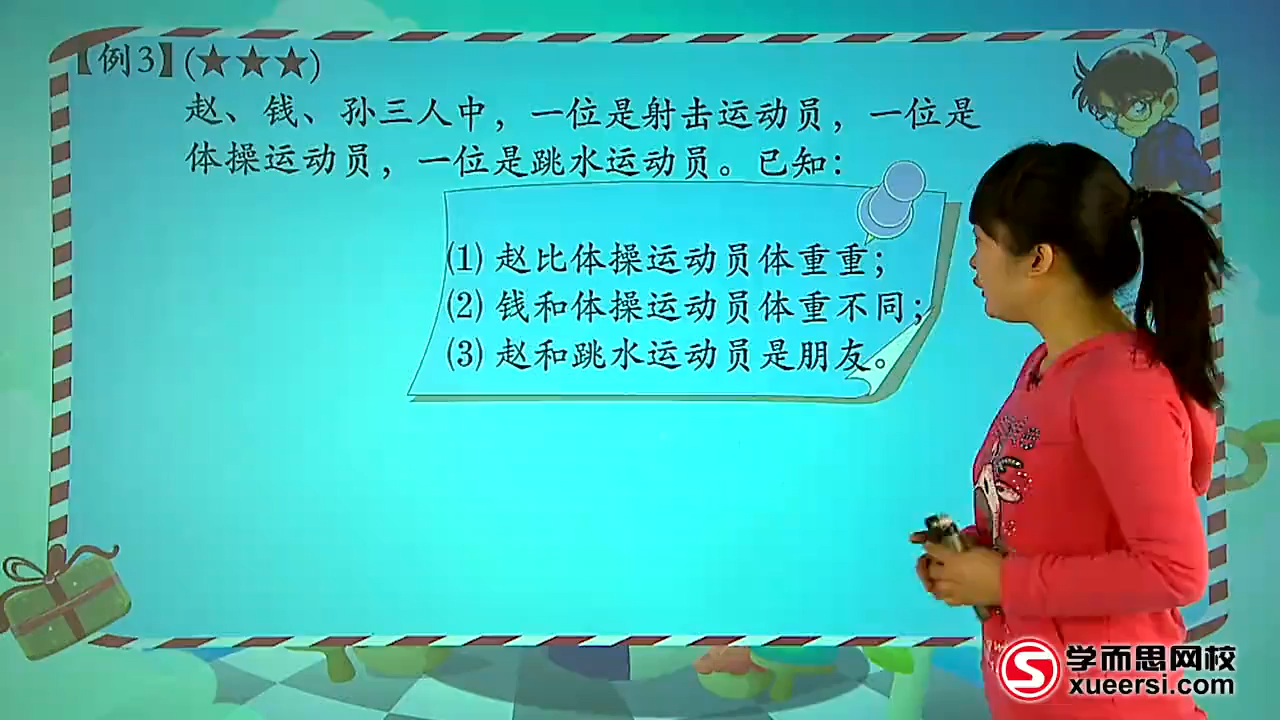 【例3】(★★★)
赵、钱、孙三人中，一位是射击运动员，一位是
体操运动员，一位是跳水运动员。已知：
⑴ 赵比体操运动员体重重；
⑵ 钱和体操运动员体重不同；
⑶ 赵和跳水运动员是朋友。
学而思网校
xueersi.com